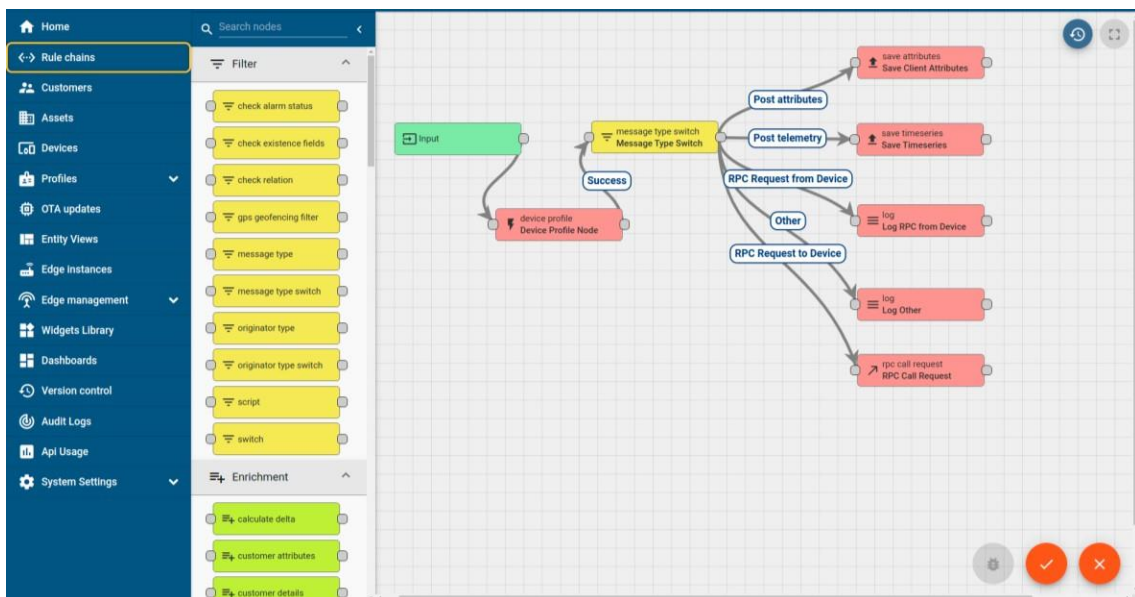 Home
Rule chains
Customers
Assets
Devices
Profiles
OTA updates
Entity Views
Edge instances
Edge management
Widgets Library
Dashboards
Version control
Audit Logs
Api Usage
System Settings
Search nodes
Filter
check alarm status
check existence fields
check relation
gps geofencing filter
message type
message type switch
originator type
originator type switch
script
switch
Enrichment
calculate delta
customer attributes
customer details
Input
device profile
Device Profile Node
Success
message type switch
Message Type Switch
Post attributes
Post telemetry
RPC Request from Device
Other
RPC Request to Device
save attributes
Save Client Attributes
save timeseries
Save Timeseries
log
Log RPC from Device
log
Log Other
rpc call request
RPC Call Request